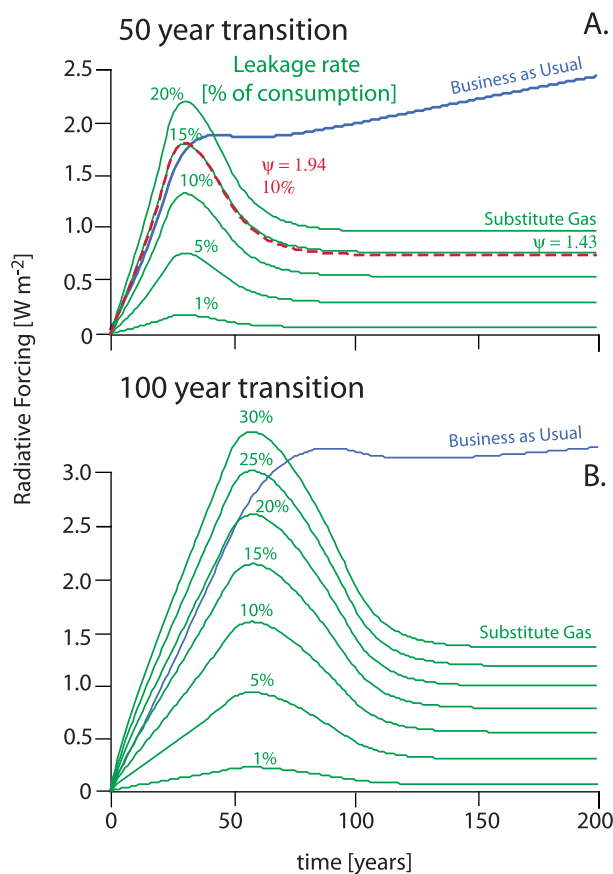 50 year transition
A.
Leakage rate
[% of consumption]
Business as Usual
2.5
20%
2.0
15%
ψ = 1.94
10%
1.5
10%
1.0
Substitute Gas
ψ = 1.43
5%
0.5
1%
0
Radiative Forcing [W m-2]
100 year transition
30%
Business as Usual
B.
3.0
25%
2.5
20%
2.0
15%
1.5
10%
Substitute Gas
1.0
5%
0.5
1%
0
0 50 100 150 200
time [years]